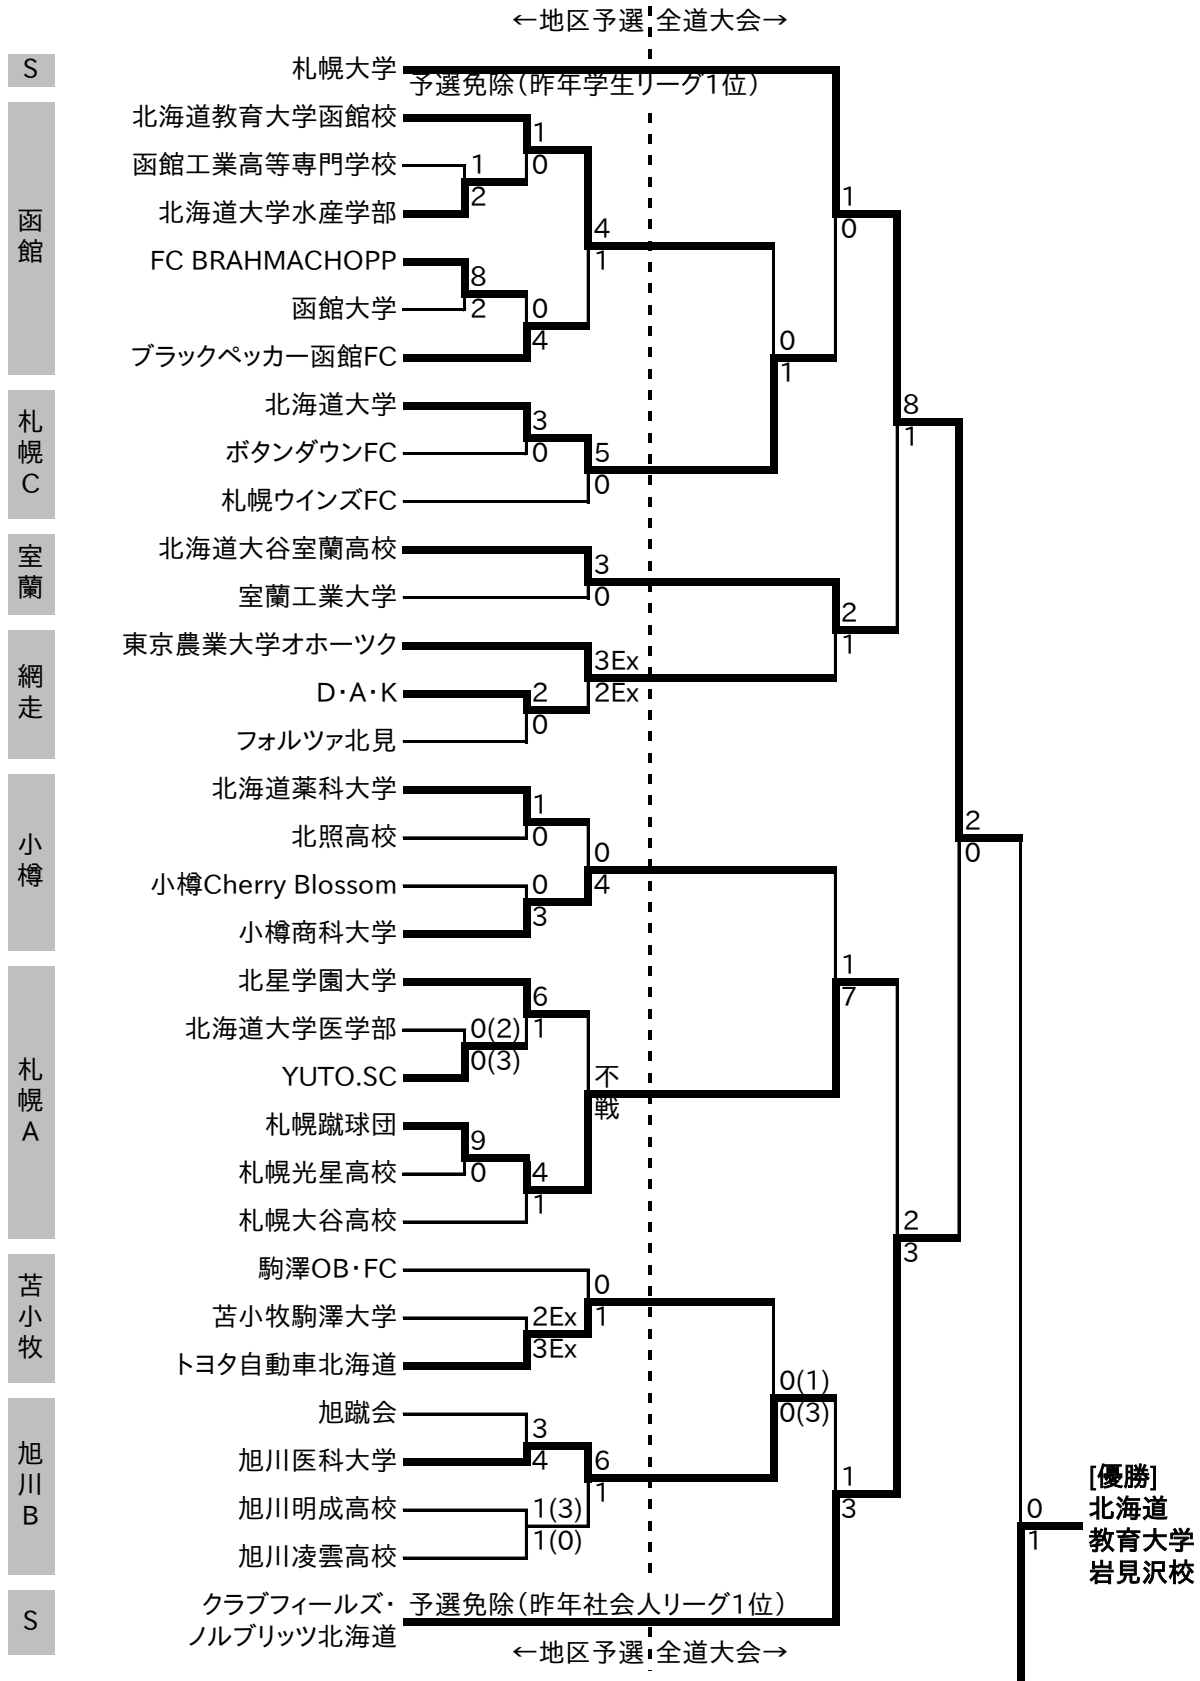 ←地区予選 全道大会→
S
札幌大学
予選免除（昨年学生リーグ1位）
函館
北海道教育大学函館校
1
函館工業高等専門学校
1
0
北海道大学水産学部
2
1
0
4
FC BRAHMACHOPP
1
8
函館大学
2
0
ブラックペッカー函館FC
4
0
1
札幌C
北海道大学
3
8
ボタンダウンFC
0
5
1
札幌ウインズFC
0
室蘭
北海道大谷室蘭高校
3
室蘭工業大学
0
2
網走
東京農業大学オホーツク
3Ex
1
D・A・K
2
2Ex
フォルツァ北見
0
小樽
北海道薬科大学
1
北照高校
0
0
2
0
小樽Cherry Blossom
0
4
小樽商科大学
3
札幌A
北星学園大学
6
1
7
北海道大学医学部
0(2)
1
YUTO.SC
0(3)
不戦
札幌蹴球団
9
札幌光星高校
0
4
札幌大谷高校
1
2
3
苫小牧
駒澤OB・FC
0
苫小牧駒澤大学
2Ex
1
トヨタ自動車北海道
3Ex
0(1)
0(3)
旭川B
旭蹴会
3
旭川医科大学
4
6
1
旭川明成高校
1(3)
1
3
旭川凌雲高校
1(0)
0
1
[優勝]
北海道
教育大学
岩見沢校
S
クラブフィールズ・
ノルブリッツ北海道
予選免除（昨年社会人リーグ1位）
←地区予選 全道大会→